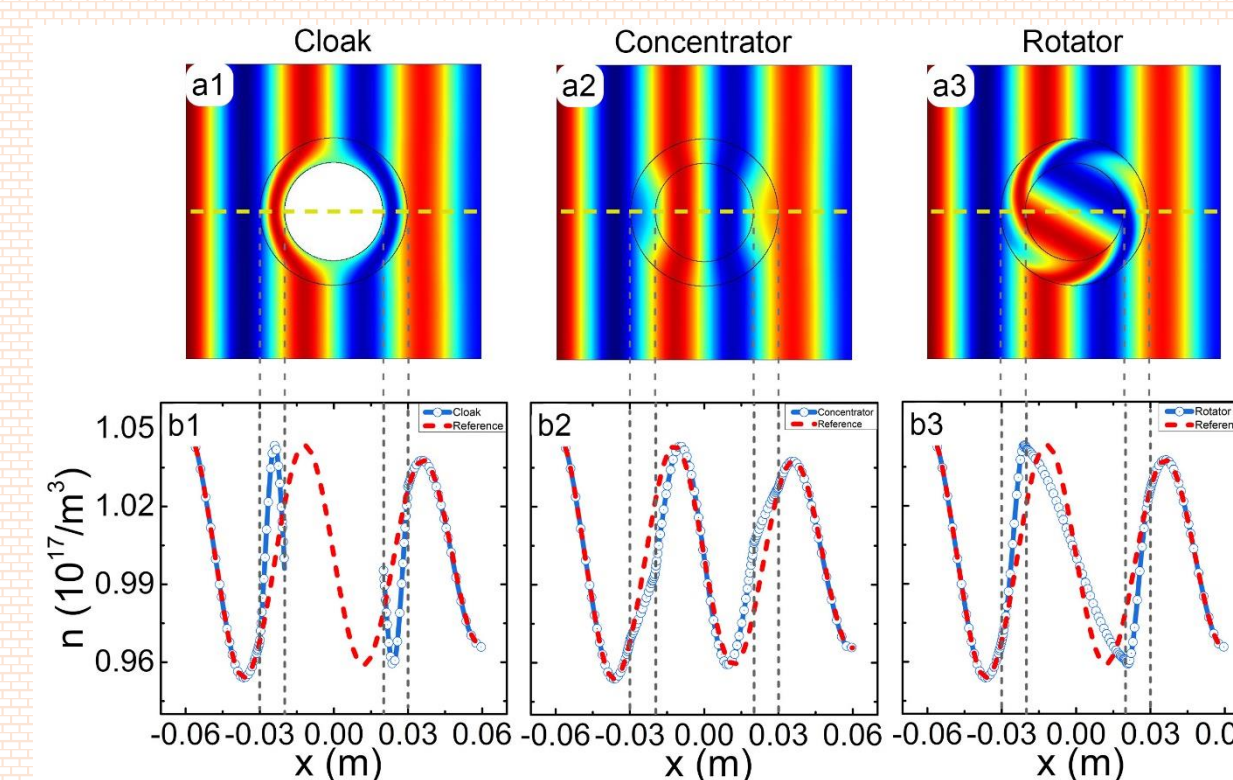 Cloak
Concentrator
Rotator
a1
a2
a3
b1
Cloak
Reference
b2
Concentrator
Reference
b3
Rotator
Reference
n (10¹⁷/m³)
1.05
1.02
0.99
0.96
-0.06 -0.03 0.00 0.03 0.06
-0.06 -0.03 0.00 0.03 0.06
-0.06 -0.03 0.00 0.03
x (m)
x (m)
x (m)